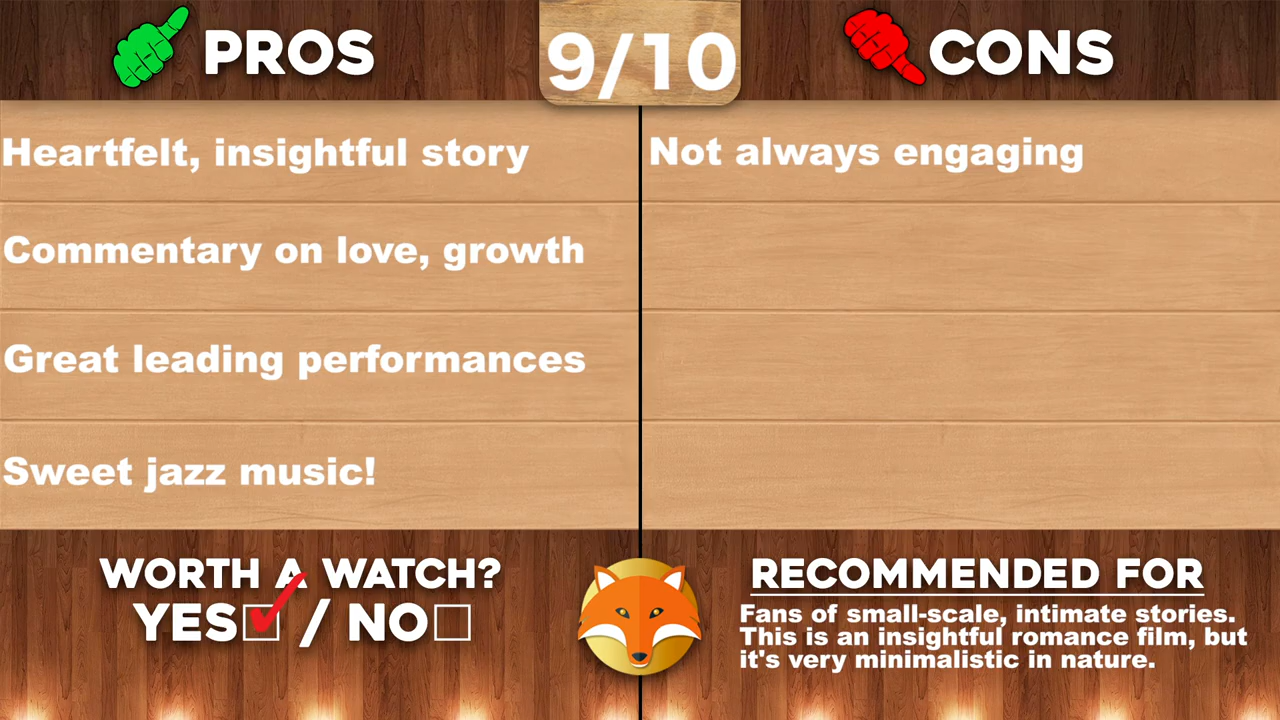 PROS
9/10
CONS
Heartfelt, insightful story
Commentary on love, growth
Great leading performances
Sweet jazz music!
Not always engaging
WORTH A WATCH?
YES / NO
RECOMMENDED FOR
Fans of small-scale, intimate stories.
This is an insightful romance film, but
it's very minimalistic in nature.